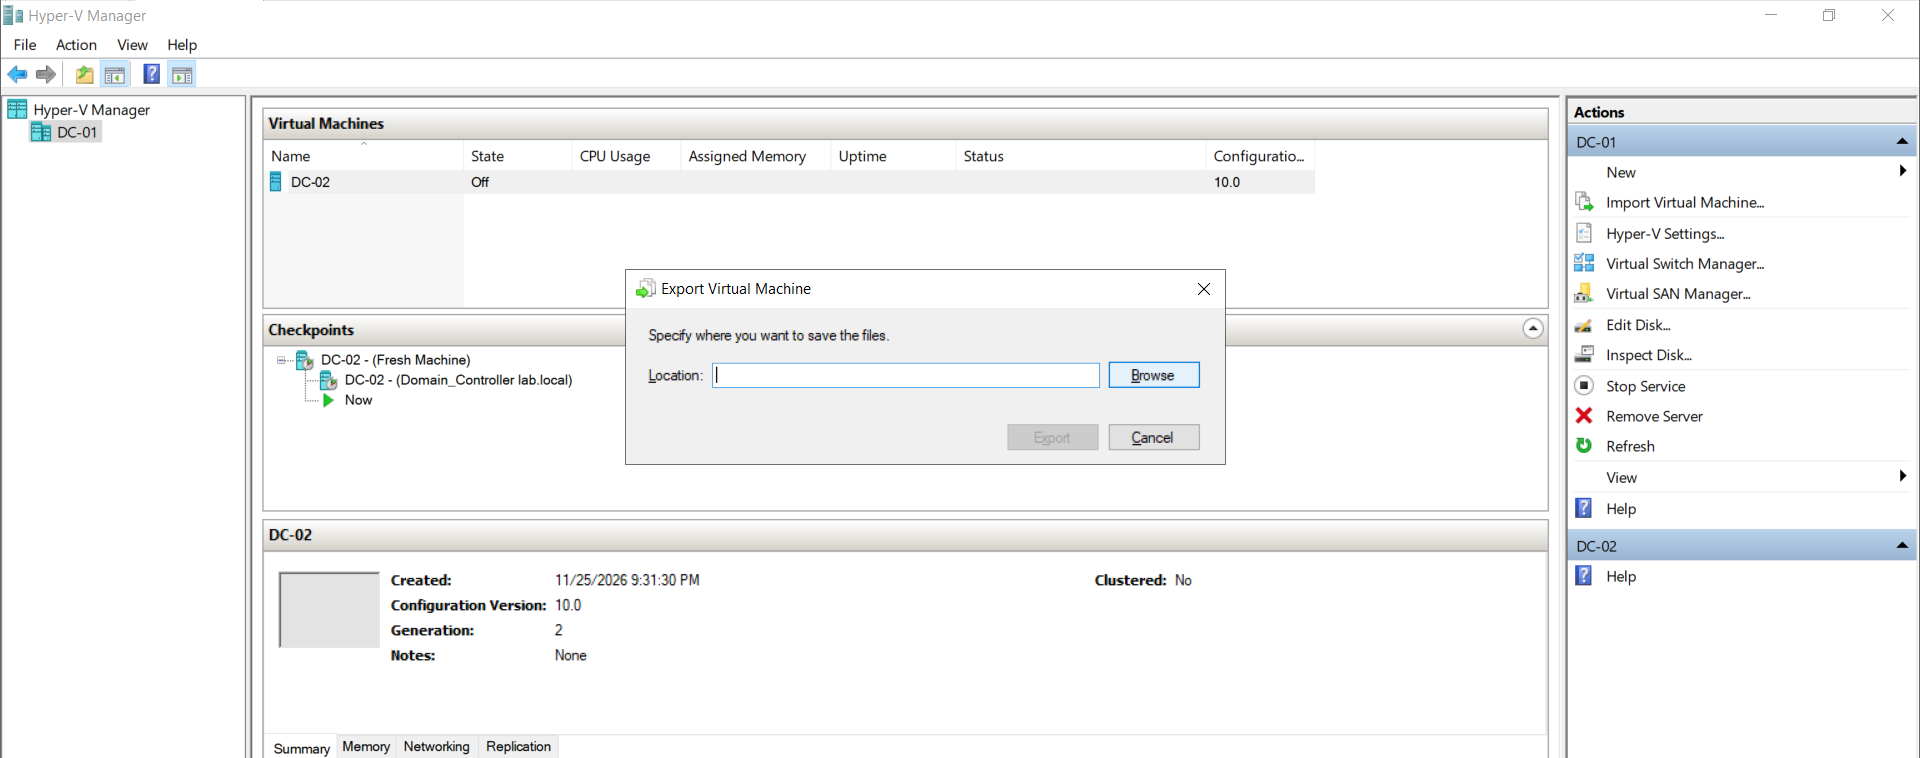 Hyper-V Manager
File Action View Help
Hyper-V Manager
DC-01
Virtual Machines
Name State CPU Usage Assigned Memory Uptime Status Configuratio...
DC-02 Off 10.0
Checkpoints
DC-02 - (Fresh Machine)
DC-02 - (Domain_Controller lab.local)
Now
Export Virtual Machine
Specify where you want to save the files.
Location: Browse
Export Cancel
DC-02
Created: 11/25/2026 9:31:30 PM Clustered: No
Configuration Version: 10.0
Generation: 2
Notes: None
Summary Memory Networking Replication
Actions
DC-01
New
Import Virtual Machine...
Hyper-V Settings...
Virtual Switch Manager...
Virtual SAN Manager...
Edit Disk...
Inspect Disk...
Stop Service
Remove Server
Refresh
View
Help
DC-02
Help